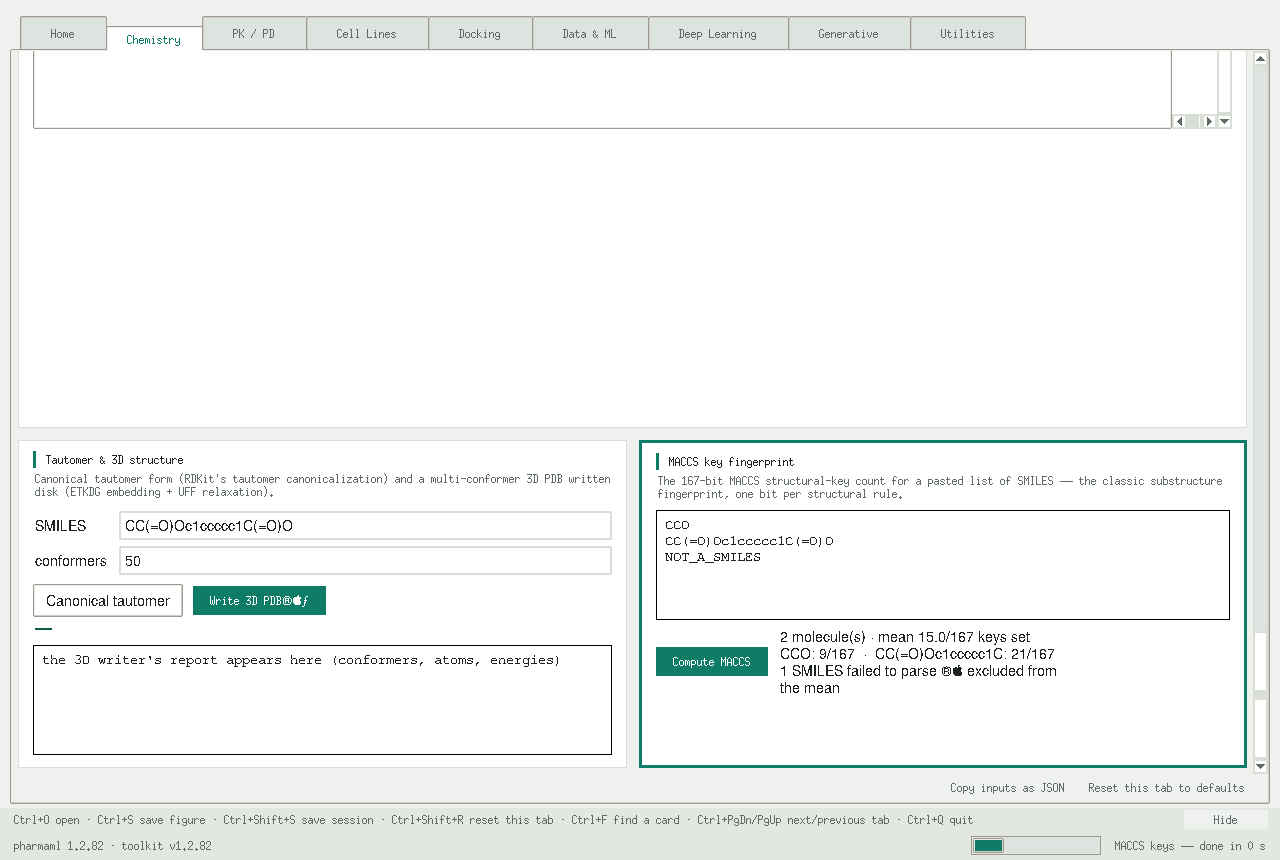 Home
Chemistry
PK / PD
Cell Lines
Docking
Data & ML
Deep Learning
Generative
Utilities
Tautomer & 3D structure
Canonical tautomer form (RDKit's tautomer canonicalization) and a multi-conformer 3D PDB written
disk (ETKDG embedding + UFF relaxation).
SMILES
CC(=O)Oc1ccccc1C(=O)O
conformers
50
Canonical tautomer
Write 3D PDB®ƒ
—
the 3D writer's report appears here (conformers, atoms, energies)
MACCS key fingerprint
The 167-bit MACCS structural-key count for a pasted list of SMILES — the classic substructure
fingerprint, one bit per structural rule.
CCO
CC(=O)Oc1ccccc1C(=O)O
NOT_A_SMILES
Compute MACCS
2 molecule(s) · mean 15.0/167 keys set
CCO: 9/167 · CC(=O)Oc1ccccc1C: 21/167
1 SMILES failed to parse ® excluded from
the mean
Copy inputs as JSON
Reset this tab to defaults
Ctrl+O open · Ctrl+S save figure · Ctrl+Shift+S save session · Ctrl+Shift+R reset this tab · Ctrl+F find a card · Ctrl+PgDn/PgUp next/previous tab · Ctrl+Q quit
Hide
pharmaml 1.2.82 · toolkit v1.2.82
MACCS keys — done in 0 s